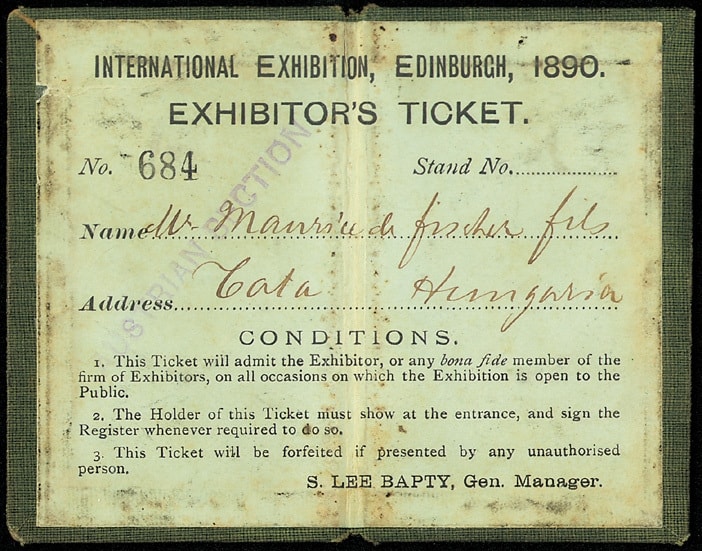 INTERNATIONAL EXHIBITION, EDINBURGH, 1890.
EXHIBITOR'S TICKET.
No. 684 Stand No.
AUSTRIAN SECTION
Name Mr. Maurice de fischer fils
Address Tata Hungaria
CONDITIONS.
1. This Ticket will admit the Exhibitor, or any bona fide member of the
firm of Exhibitors, on all occasions on which the Exhibition is open to the
Public.
2. The Holder of this Ticket must show at the entrance, and sign the
Register whenever required to do so.
3. This Ticket will be forfeited if presented by any unauthorised
person.
S. LEE BAPTY, Gen. Manager.